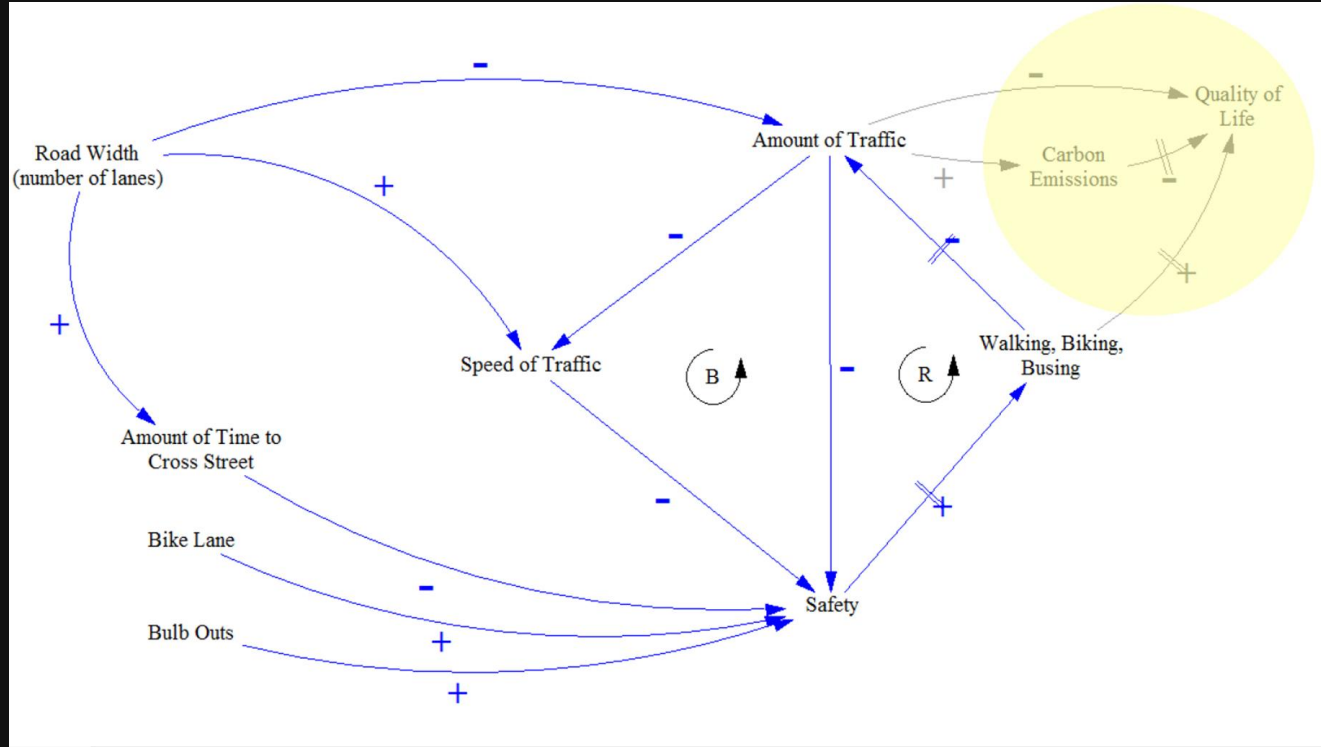 -
-
Quality of
Life
Amount of Traffic
Road Width
(number of lanes)
Carbon
Emissions
+
-
+
-
-
+
+
Walking, Biking,
Busing
Speed of Traffic
B
-
R
Amount of Time to
Cross Street
-
+
Bike Lane
-
Safety
Bulb Outs
+
+